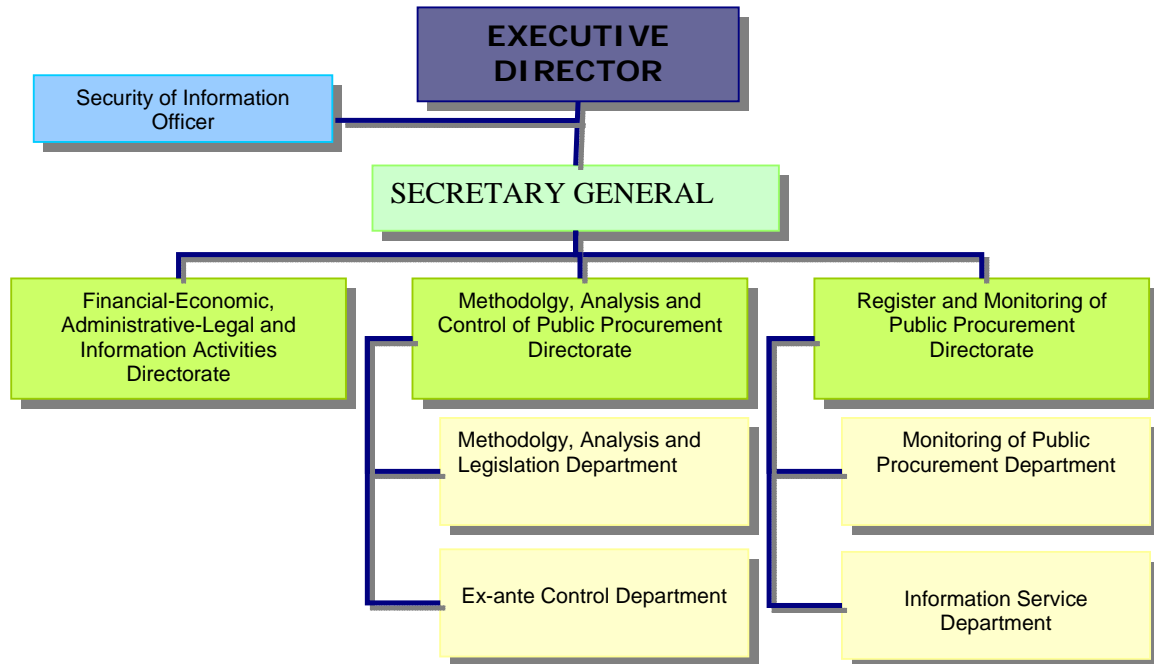 EXECUTIVE
DIRECTOR
Security of Information
Officer
SECRETARY GENERAL
Financial-Economic,
Administrative-Legal and
Information Activities
Directorate
Methodolgy, Analysis and
Control of Public Procurement
Directorate
Register and Monitoring of
Public Procurement
Directorate
Methodolgy, Analysis and
Legislation Department
Monitoring of Public
Procurement Department
Ex-ante Control Department
Information Service
Department